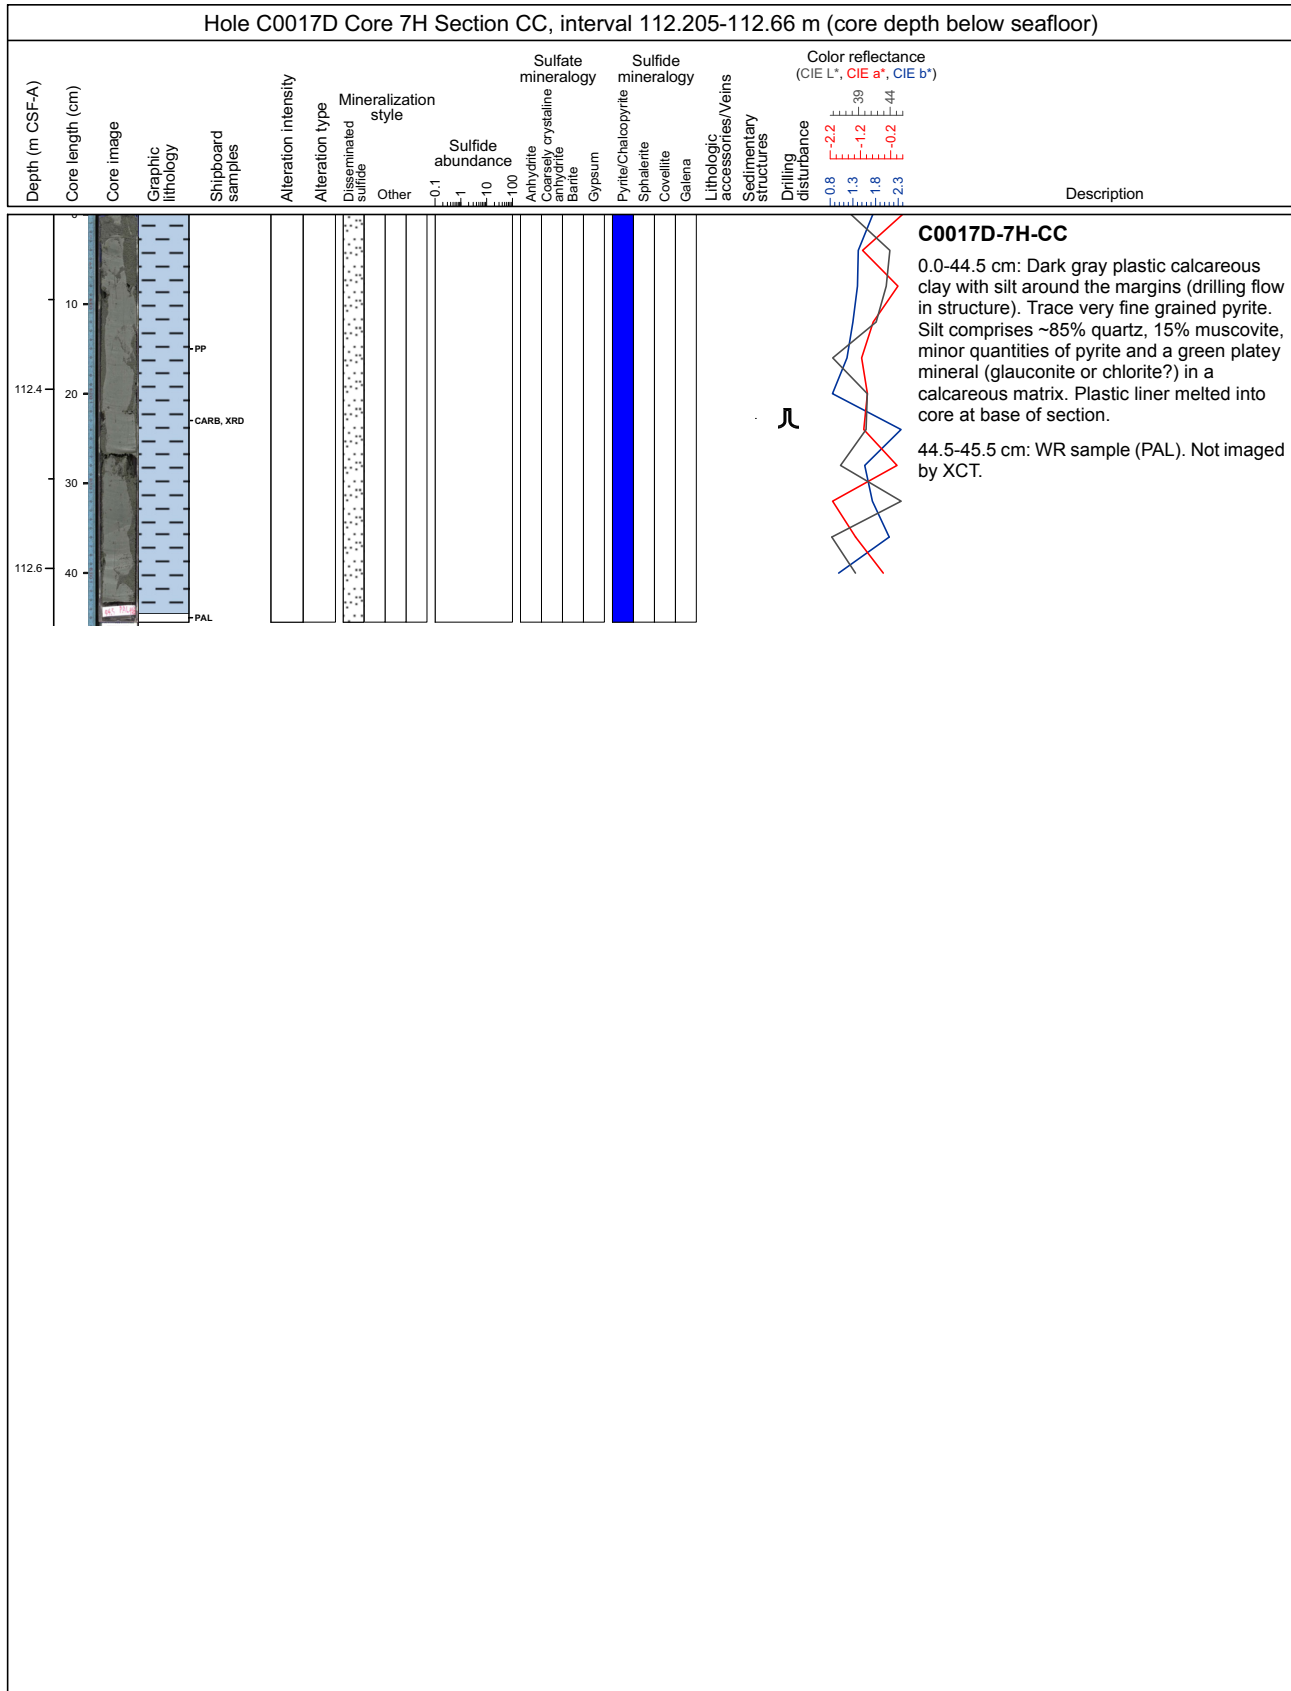 Hole C0017D Core 7H Section CC, interval 112.205-112.66 m (core depth below seafloor)
Depth (m CSF-A)
Core length (cm)
Core image
Graphic
lithology
Shipboard
samples
Alteration intensity
Alteration type
Mineralization
style
Disseminated
sulfide
Other
Sulfide
abundance
0.1
1
10
100
Sulfate
mineralogy
Anhydrite
Coarsely crystaline
anhydrite
Barite
Gypsum
Sulfide
mineralogy
Pyrite/Chalcopyrite
Sphalerite
Covellite
Galena
Lithologic
accessories/Veins
Sedimentary
structures
Drilling
disturbance
Color reflectance
(CIE L*, CIE a*, CIE b*)
39
44
-2.2
-1.2
-0.2
0.8
1.3
1.8
2.3
Description
0
10
20
30
40
112.4
112.6
PP
CARB, XRD
PAL
C0017D-7H-CC
0.0-44.5 cm: Dark gray plastic calcareous
clay with silt around the margins (drilling flow
in structure). Trace very fine grained pyrite.
Silt comprises ~85% quartz, 15% muscovite,
minor quantities of pyrite and a green platey
mineral (glauconite or chlorite?) in a
calcareous matrix. Plastic liner melted into
core at base of section.
44.5-45.5 cm: WR sample (PAL). Not imaged
by XCT.